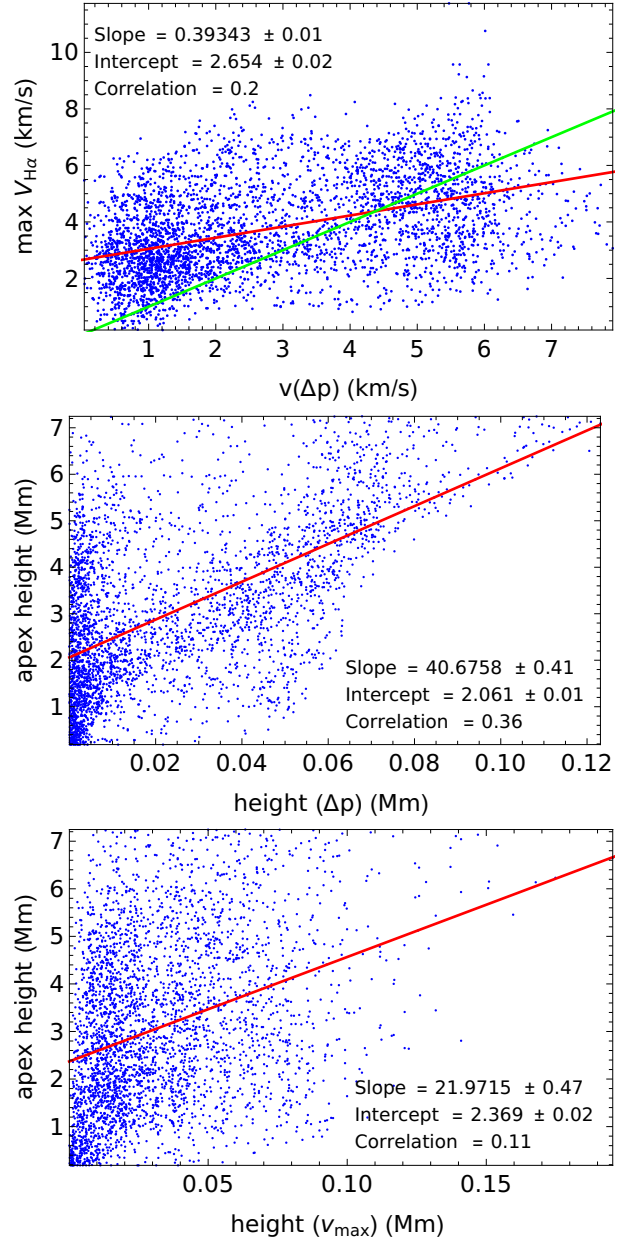 Slope = 0.39343 ± 0.01
Intercept = 2.654 ± 0.02
Correlation = 0.2
10
8
6
4
2
max V_Hα (km/s)
1 2 3 4 5 6 7
v(Δp) (km/s)
7
6
5
4
3
2
1
apex height (Mm)
Slope = 40.6758 ± 0.41
Intercept = 2.061 ± 0.01
Correlation = 0.36
0.02 0.04 0.06 0.08 0.10 0.12
height (Δp) (Mm)
7
6
5
4
3
2
1
apex height (Mm)
Slope = 21.9715 ± 0.47
Intercept = 2.369 ± 0.02
Correlation = 0.11
0.05 0.10 0.15
height (v_max) (Mm)